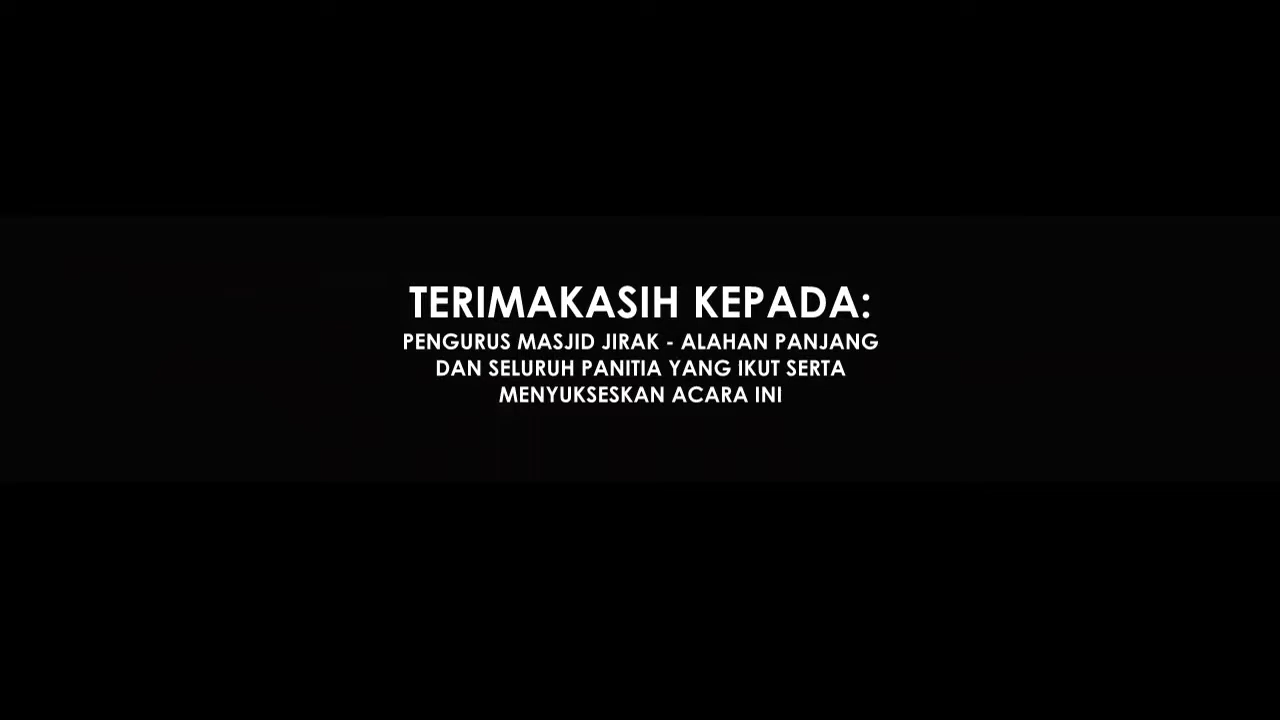 TERIMAKASIH KEPADA:
PENGURUS MASJID JIRAK - ALAHAN PANJANG
DAN SELURUH PANITIA YANG IKUT SERTA
MENYUKSESKAN ACARA INI